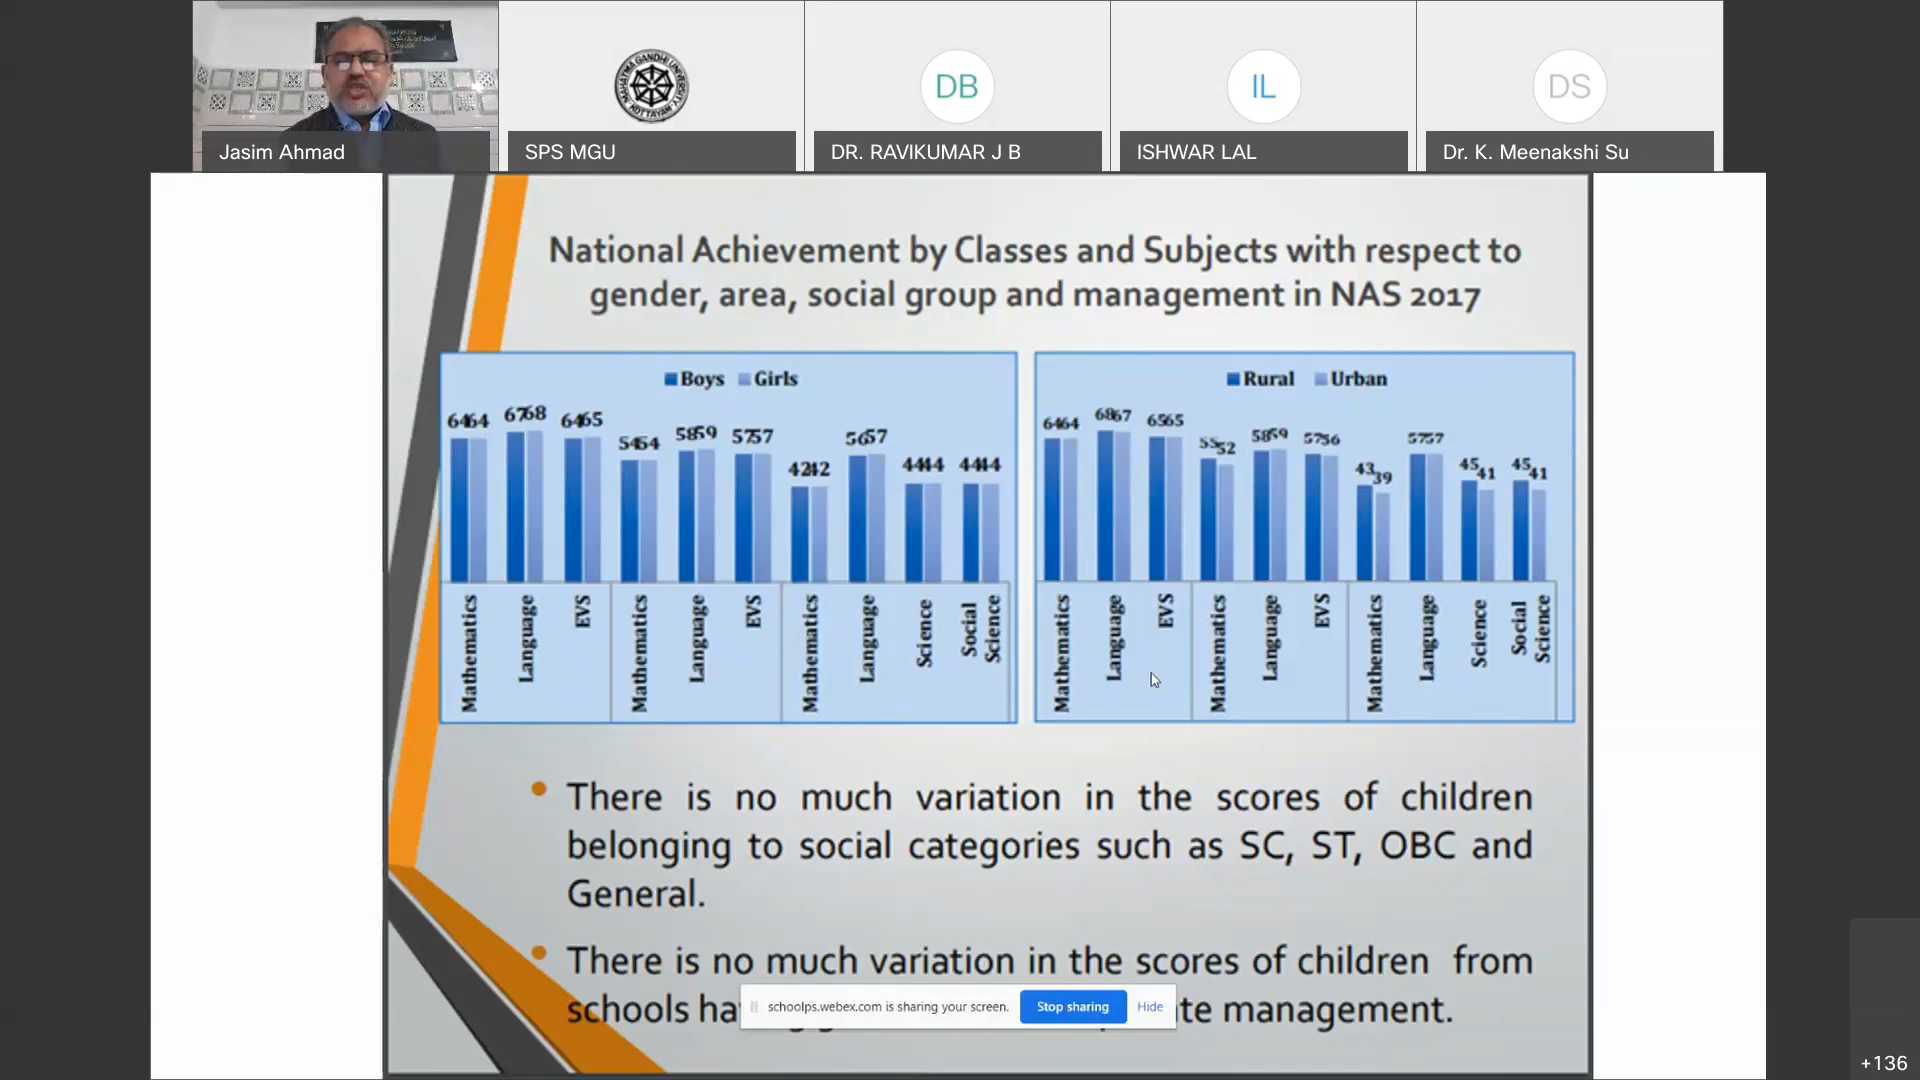 MAHATMA GANDHI UNIVERSITY
KOTTAYAM
DB
IL
DS
Jasim Ahmad
SPS MGU
DR. RAVIKUMAR J B
ISHWAR LAL
Dr. K. Meenakshi Su
National Achievement by Classes and Subjects with respect to
gender, area, social group and management in NAS 2017
Boys Girls
64 64 67 68 64 65 54 54 58 59 57 57 42 42 56 57 44 44 44 44
Mathematics
Language
EVS
Mathematics
Language
EVS
Mathematics
Language
Science
Social
Science
Rural Urban
64 64 68 67 65 65 55 52 58 59 57 56 43 39 57 57 45 41 45 41
Mathematics
Language
EVS
Mathematics
Language
EVS
Mathematics
Language
Science
Social
Science
There is no much variation in the scores of children
belonging to social categories such as SC, ST, OBC and
General.
There is no much variation in the scores of children from
schools management.
schoolps.webex.com is sharing your screen. Stop sharing Hide
+136